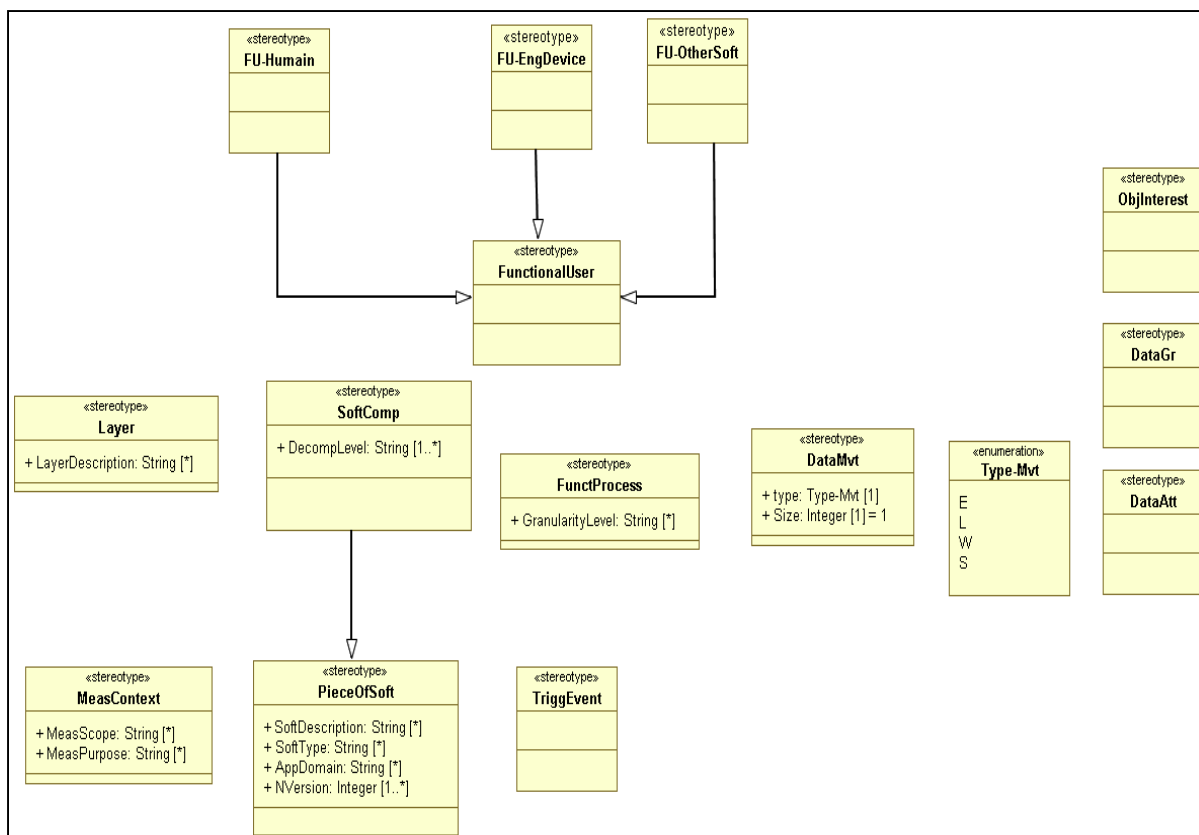 «stereotype»
FU-Humain
«stereotype»
FU-EngDevice
«stereotype»
FU-OtherSoft
«stereotype»
ObjInterest
«stereotype»
FunctionalUser
«stereotype»
DataGr
«stereotype»
Layer
+ LayerDescription: String [*]
«stereotype»
SoftComp
+ DecompLevel: String [1..*]
«stereotype»
FunctProcess
+ GranularityLevel: String [*]
«stereotype»
DataMvt
+ type: Type-Mvt [1]
+ Size: Integer [1] = 1
«enumeration»
Type-Mvt
E
L
W
S
«stereotype»
DataAtt
«stereotype»
MeasContext
+ MeasScope: String [*]
+ MeasPurpose: String [*]
«stereotype»
PieceOfSoft
+ SoftDescription: String [*]
+ SoftType: String [*]
+ AppDomain: String [*]
+ NVersion: Integer [1..*]
«stereotype»
TriggEvent